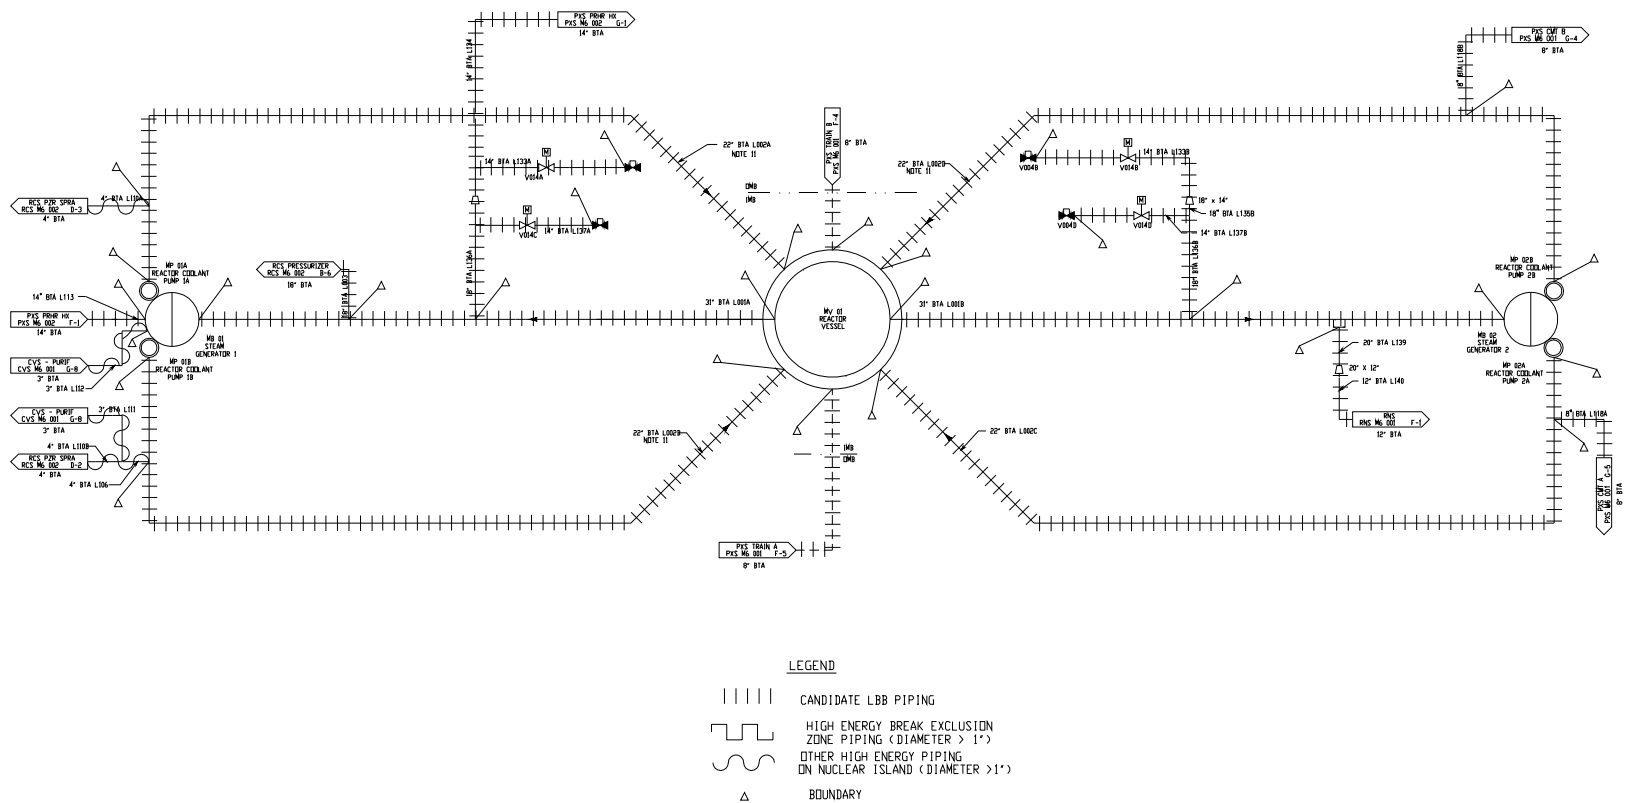 PXS PRHR HX
PXS M6 002 G-1
14" BTA
PXS CMT B
PXS M6 001 G-4
8" BTA
14" BTA L134
8" BTA L118B
PXS TRAIN B
PXS M6 001 F-4
8" BTA
22" BTA L002A
NOTE 11
22" BTA L002D
NOTE 11
M
14" BTA L133A
V014A
M
V004B
V014B
14" BTA L133B
OMB
IMB
RCS PZR SPRA
RCS M6 002 D-3
4" BTA
4" BTA L110A
18" x 14"
18" BTA L135B
M
V014C
14" BTA L137A
M
V004D
V014D
14" BTA L137B
18" BTA L136A
18" BTA L136B
MP 01A
REACTOR COOLANT
PUMP 1A
RCS PRESSURIZER
RCS M6 002 B-6
18" BTA
18" BTA L003
MP 02B
REACTOR COOLANT
PUMP 2B
14" BTA L113
31" BTA L001A
31" BTA L001B
PXS PRHR HX
PXS M6 002 F-1
14" BTA
MV 01
REACTOR
VESSEL
MB 01
STEAM
GENERATOR 1
MB 02
STEAM
GENERATOR 2
20" BTA L139
20" X 12"
12" BTA L140
CVS - PURIF
CVS M6 001 G-8
3" BTA
3" BTA L112
MP 01B
REACTOR COOLANT
PUMP 1B
MP 02A
REACTOR COOLANT
PUMP 2A
CVS - PURIF
CVS M6 001 G-8
3" BTA
3" BTA L111
RNS
RNS M6 001 F-1
12" BTA
8" BTA L118A
22" BTA L002B
NOTE 11
22" BTA L002C
4" BTA L110B
RCS PZR SPRA
RCS M6 002 D-2
4" BTA
4" BTA L106
IMB
OMB
PXS CMT A
PXS M6 001 G-5
8" BTA
PXS TRAIN A
PXS M6 001 F-5
8" BTA
LEGEND
CANDIDATE LBB PIPING
HIGH ENERGY BREAK EXCLUSION
ZONE PIPING (DIAMETER > 1")
OTHER HIGH ENERGY PIPING
ON NUCLEAR ISLAND (DIAMETER >1")
BOUNDARY